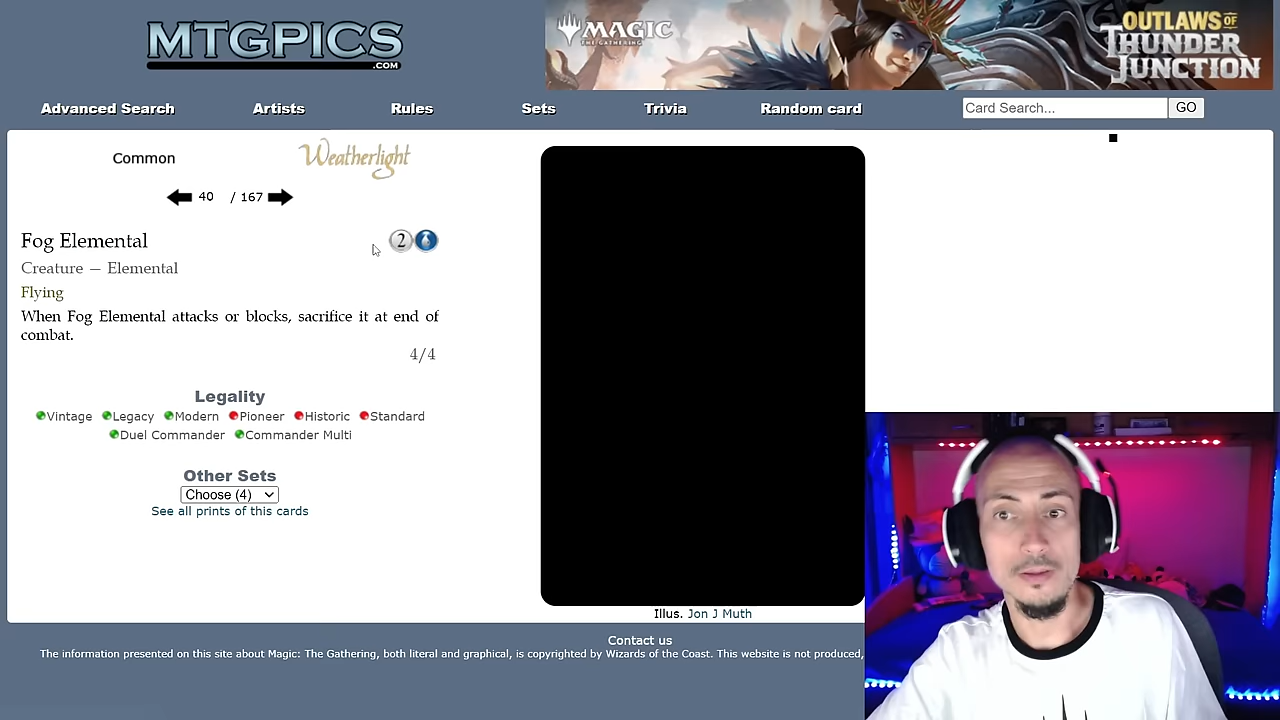 MTGPICS
.COM
MAGIC
THE GATHERING
OUTLAWS OF
THUNDER
JUNCTION
Advanced Search Artists Rules Sets Trivia Random card Card Search... GO
Common Weatherlight
40 / 167
Fog Elemental 2
Creature — Elemental
Flying
When Fog Elemental attacks or blocks, sacrifice it at end of
combat.
4/4
Legality
Vintage Legacy Modern Pioneer Historic Standard
Duel Commander Commander Multi
Other Sets
Choose (4)
See all prints of this cards
Illus. Jon J Muth
Contact us
The information presented on this site about Magic: The Gathering, both literal and graphical, is copyrighted by Wizards of the Coast. This website is not produced,